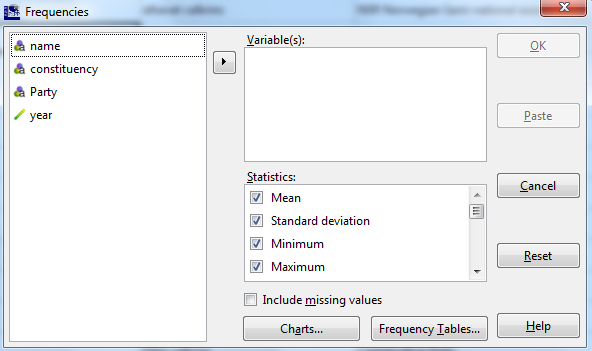 Frequencies
name
constituency
Party
year
Variable(s):
Statistics:
Mean
Standard deviation
Minimum
Maximum
Include missing values
Charts...
Frequency Tables...
OK
Paste
Cancel
Reset
Help